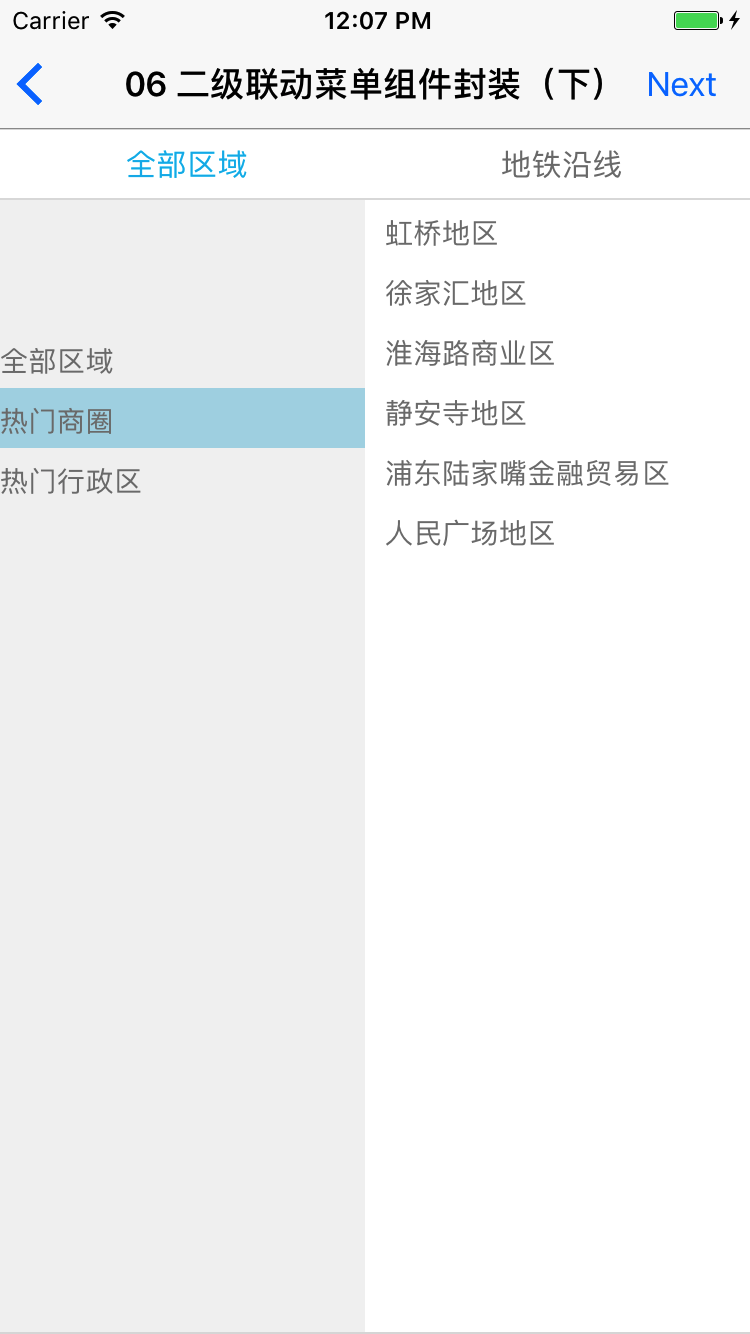 Carrier 12:07 PM
06 二级联动菜单组件封装（下） Next
全部区域 地铁沿线
全部区域
热门商圈
热门行政区
虹桥地区
徐家汇地区
淮海路商业区
静安寺地区
浦东陆家嘴金融贸易区
人民广场地区